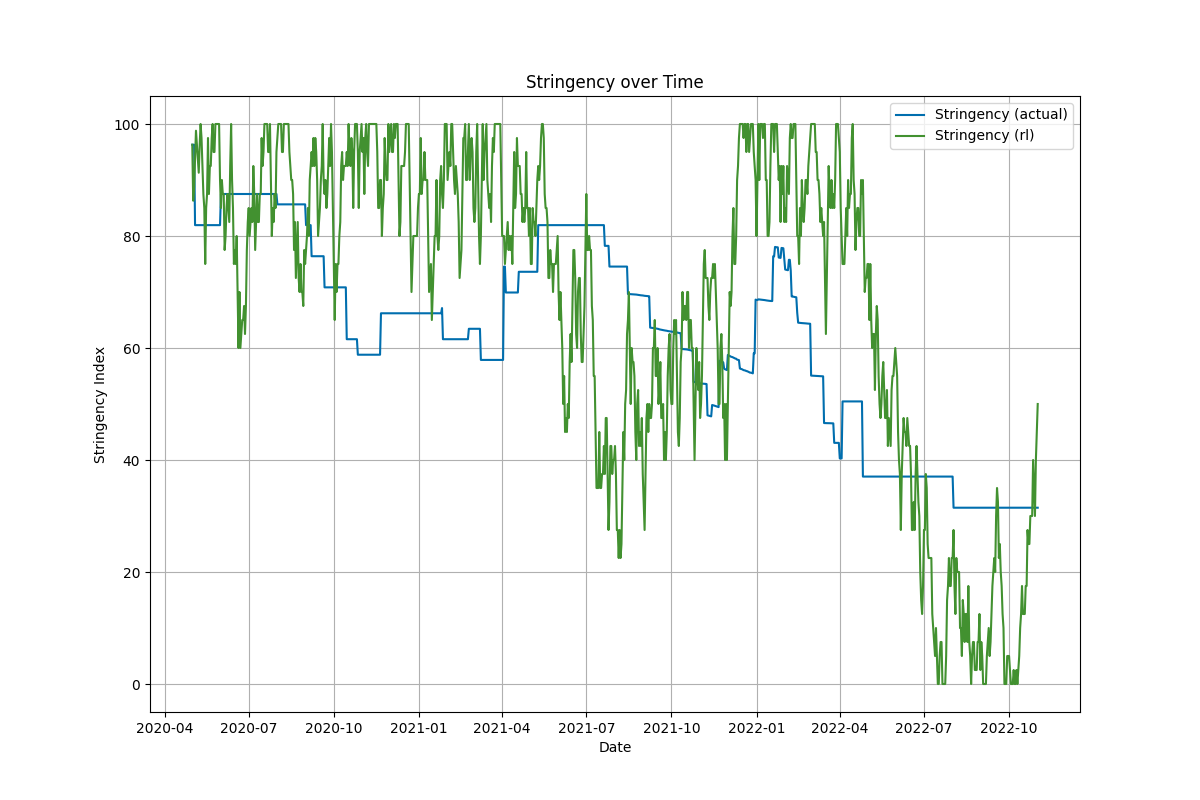 Stringency over Time
Stringency (actual)
Stringency (rl)
Stringency Index
100
80
60
40
20
0
2020-04 2020-07 2020-10 2021-01 2021-04 2021-07 2021-10 2022-01 2022-04 2022-07 2022-10
Date